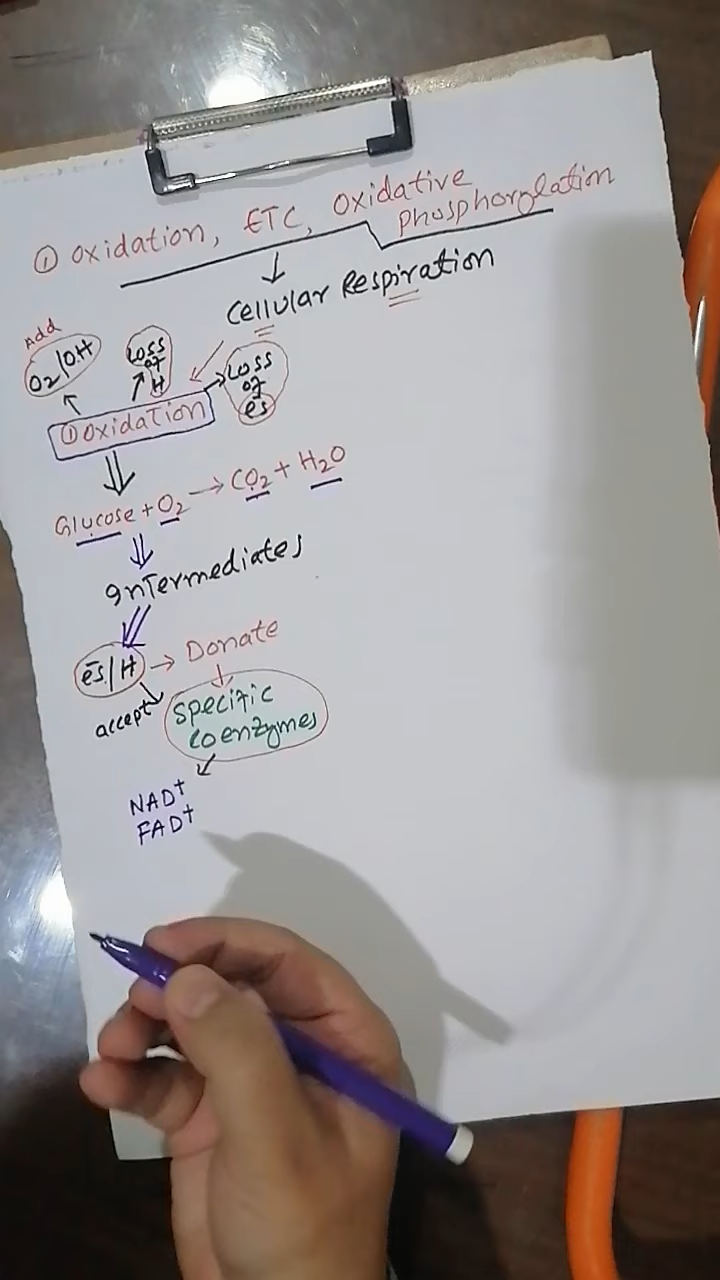 ① Oxidation, ETC, Oxidative
Phosphorylation
Cellular Respiration
Add
O2/OH
Loss
of
H
Loss
of
es
① Oxidation
Glucose + O2 → CO2 + H2O
Intermediates
es/H → Donate
accept
Specific
Coenzymes
NAD+
FAD+